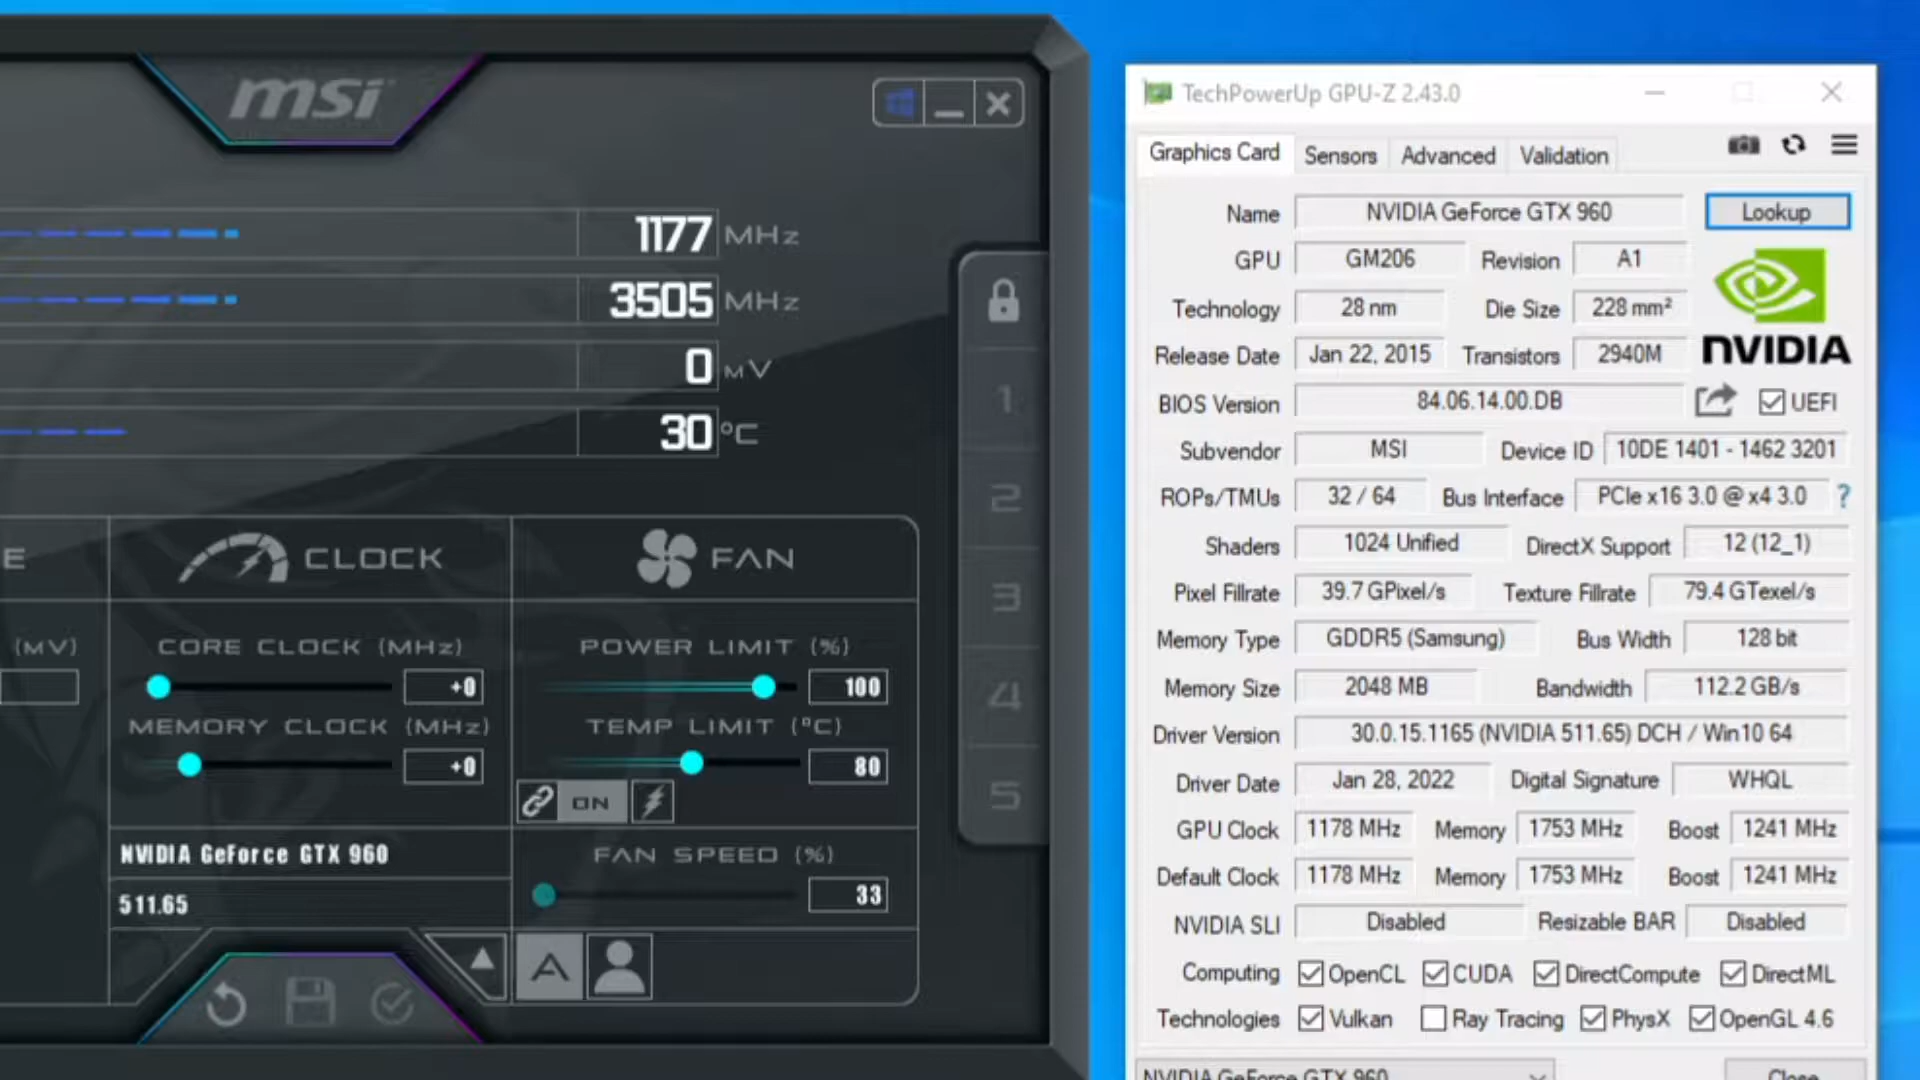 msi
1177 MHz
3505 MHz
0 MV
30 °C
1
2
3
4
5
E
CLOCK
FAN
(MV)
CORE CLOCK (MHz)
+0
MEMORY CLOCK (MHz)
+0
POWER LIMIT (%)
100
TEMP LIMIT (°C)
80
ON
NVIDIA GeForce GTX 960
511.65
FAN SPEED (%)
33
A
TechPowerUp GPU-Z 2.43.0
Graphics Card Sensors Advanced Validation
Name NVIDIA GeForce GTX 960 Lookup
GPU GM206 Revision A1
Technology 28 nm Die Size 228 mm²
NVIDIA
Release Date Jan 22, 2015 Transistors 2940M
BIOS Version 84.06.14.00.DB UEFI
Subvendor MSI Device ID 10DE 1401 - 1462 3201
ROPs/TMUs 32 / 64 Bus Interface PCIe x16 3.0 @ x4 3.0 ?
Shaders 1024 Unified DirectX Support 12 (12_1)
Pixel Fillrate 39.7 GPixel/s Texture Fillrate 79.4 GTexel/s
Memory Type GDDR5 (Samsung) Bus Width 128 bit
Memory Size 2048 MB Bandwidth 112.2 GB/s
Driver Version 30.0.15.1165 (NVIDIA 511.65) DCH / Win10 64
Driver Date Jan 28, 2022 Digital Signature WHQL
GPU Clock 1178 MHz Memory 1753 MHz Boost 1241 MHz
Default Clock 1178 MHz Memory 1753 MHz Boost 1241 MHz
NVIDIA SLI Disabled Resizable BAR Disabled
Computing OpenCL CUDA DirectCompute DirectML
Technologies Vulkan Ray Tracing PhysX OpenGL 4.6
NVIDIA GeForce GTX 960 Close